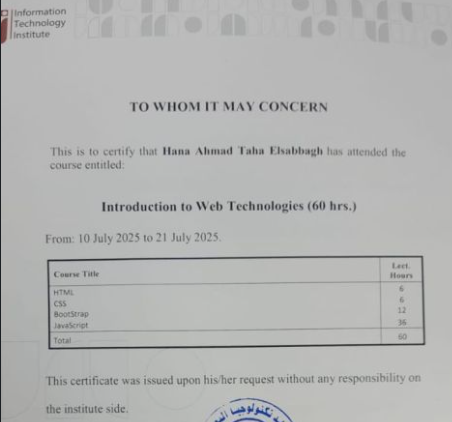 Information
Technology
Institute
TO WHOM IT MAY CONCERN
This is to certify that Hana Ahmad Taha Elsabbagh has attended the
course entitled:
Introduction to Web Technologies (60 hrs.)
From: 10 July 2025 to 21 July 2025.
Course Title Lect. Hours
HTML 6
CSS 6
BootStrap 12
JavaScript 36
Total 60
This certificate was issued upon his/her request without any responsibility on
the institute side.